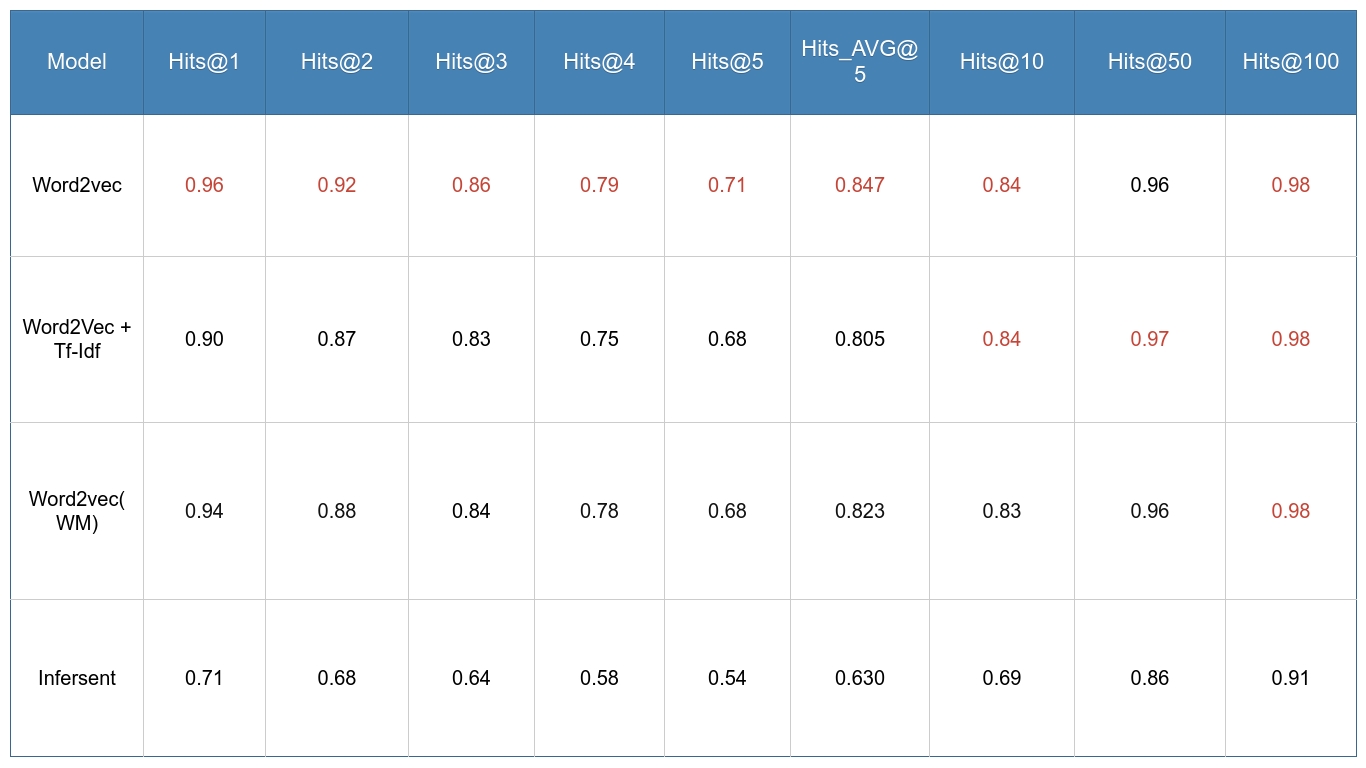 Model Hits@1 Hits@2 Hits@3 Hits@4 Hits@5 Hits_AVG@
5 Hits@10 Hits@50 Hits@100
Word2vec 0.96 0.92 0.86 0.79 0.71 0.847 0.84 0.96 0.98
Word2Vec +
Tf-Idf 0.90 0.87 0.83 0.75 0.68 0.805 0.84 0.97 0.98
Word2vec(
WM) 0.94 0.88 0.84 0.78 0.68 0.823 0.83 0.96 0.98
Infersent 0.71 0.68 0.64 0.58 0.54 0.630 0.69 0.86 0.91